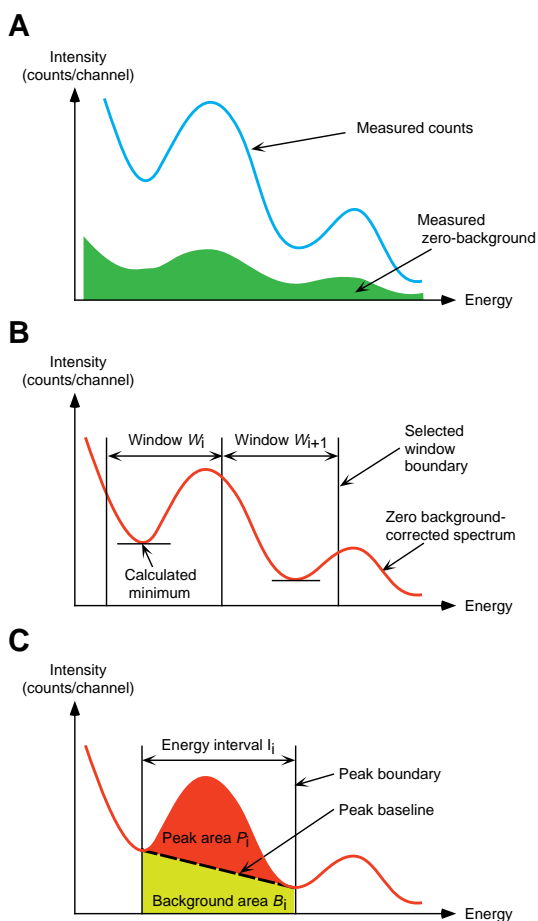 A
Intensity
(counts/channel)
Measured counts
Measured
zero-background
Energy
B
Intensity
(counts/channel)
Window Wi
Window Wi+1
Selected
window
boundary
Zero background-
corrected spectrum
Calculated
minimum
Energy
C
Intensity
(counts/channel)
Energy interval Ii
Peak boundary
Peak baseline
Peak area Pi
Background area Bi
Energy